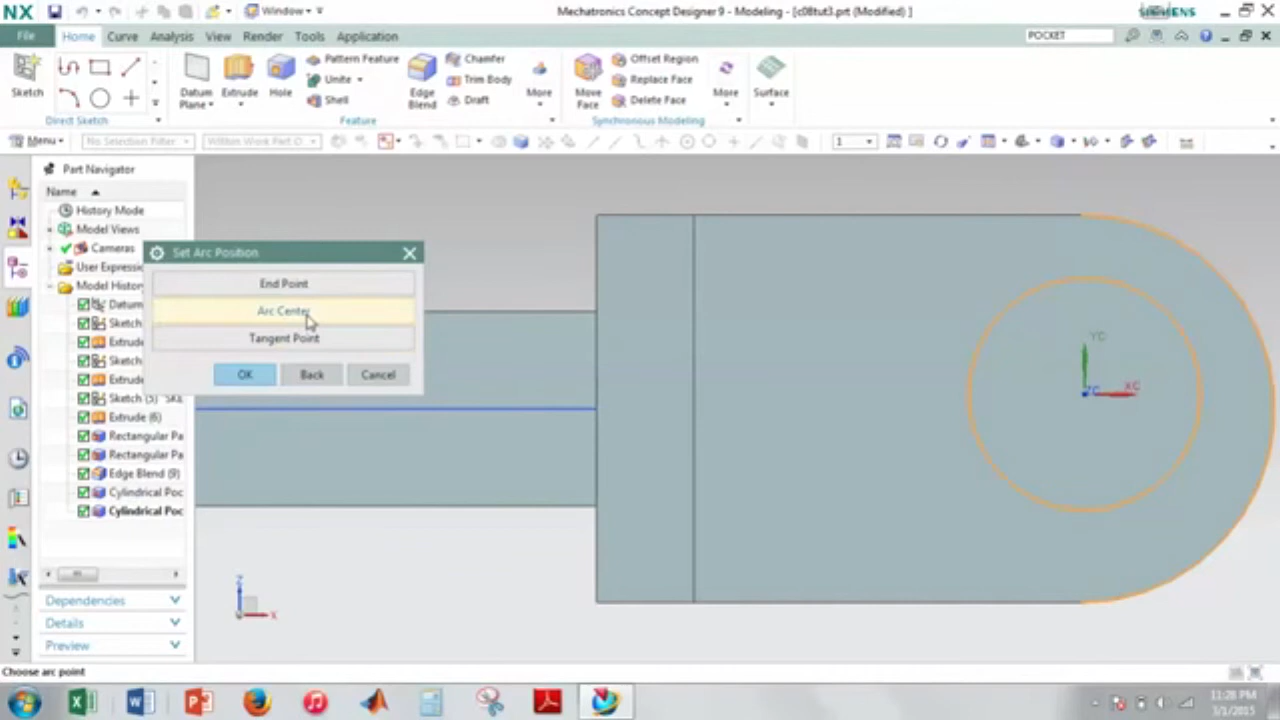 NX
Window
Mechatronics Concept Designer 9 - Modeling - [c08tut3.prt (Modified) ]
SIEMENS
File
Home
Curve
Analysis
View
Render
Tools
Application
POCKET
Sketch
Direct Sketch
Datum Plane
Extrude
Hole
Pattern Feature
Unite
Shell
Edge Blend
Chamfer
Trim Body
Draft
More
Feature
Move Face
Offset Region
Replace Face
Delete Face
More
Synchronous Modeling
Surface
Menu
No Selection Filter
Within Work Part O
1
Part Navigator
Name
History Mode
Model Views
Cameras
User Expressio
Model History
Datum
Sketch
Extrude
Sketch
Extrude
Sketch (5) "SKE
Extrude (6)
Rectangular Pa
Rectangular Pa
Edge Blend (9)
Cylindrical Poc
Cylindrical Poc
Dependencies
Details
Preview
Set Arc Position
End Point
Arc Center
Tangent Point
OK
Back
Cancel
YC
ZC
XC
Z
X
Choose arc point
11:28 PM
3/1/2015